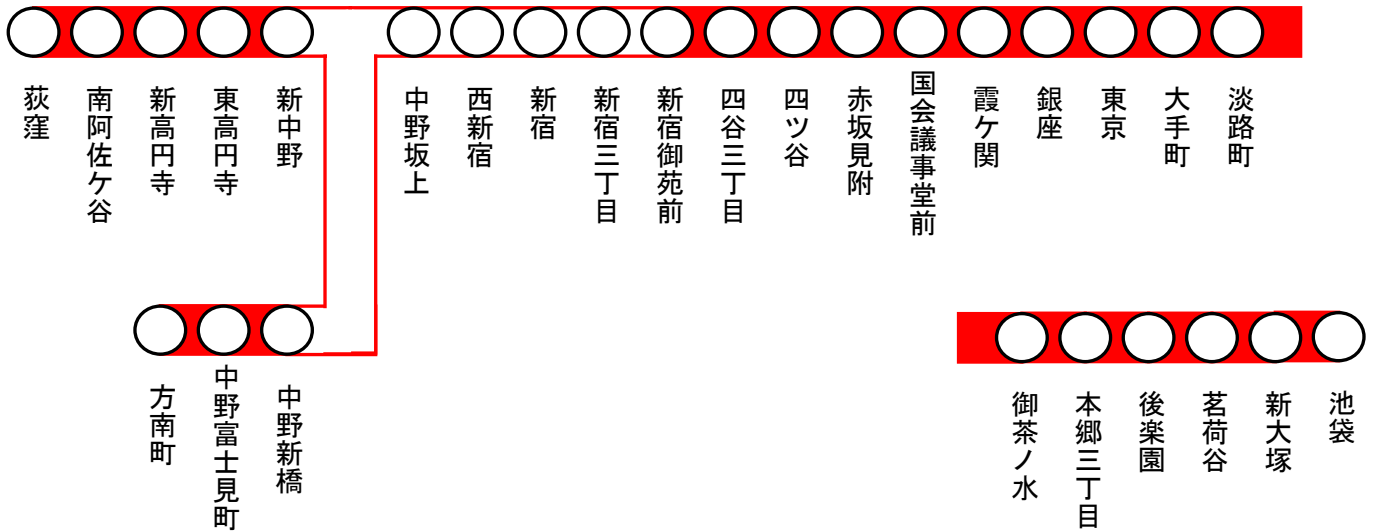 荻窪
南阿佐ケ谷
新高円寺
東高円寺
新中野
中野坂上
西新宿
新宿
新宿三丁目
新宿御苑前
四谷三丁目
四ツ谷
赤坂見附
国会議事堂前
霞ケ関
銀座
東京
大手町
淡路町
方南町
中野富士見町
中野新橋
御茶ノ水
本郷三丁目
後楽園
茗荷谷
新大塚
池袋